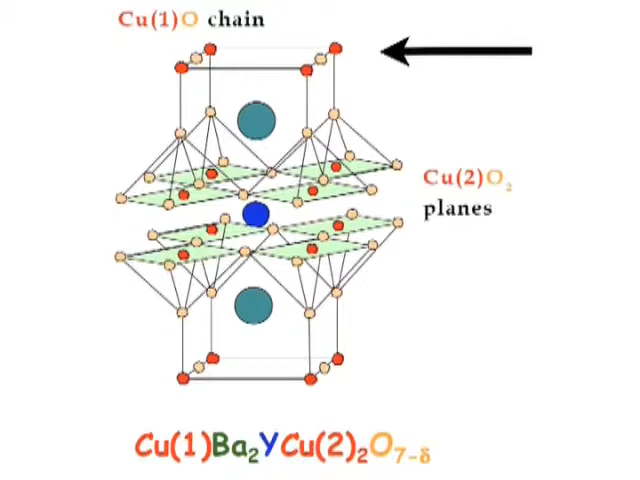 Cu(1)O chain
Cu(2)O₂
planes
Cu(1)Ba₂YCu(2)₂O₇₋δ